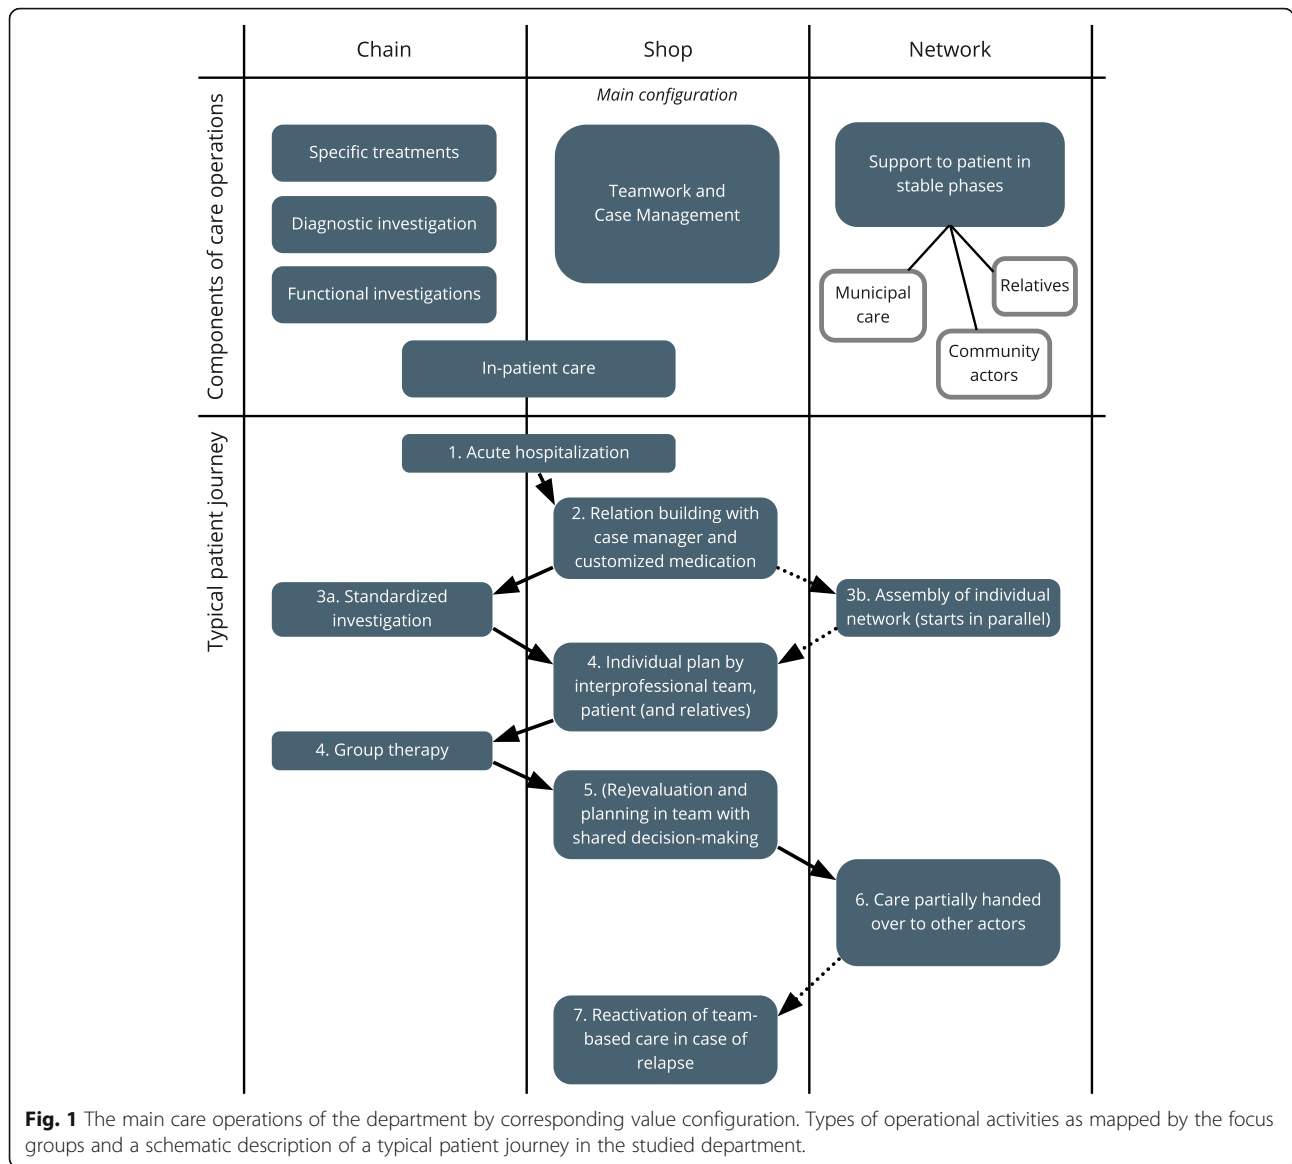 Chain
Shop
Network
Components of care operations
Main configuration
Specific treatments
Diagnostic investigation
Functional investigations
Teamwork and
Case Management
Support to patient in
stable phases
Municipal
care
Relatives
Community
actors
In-patient care
Typical patient journey
1. Acute hospitalization
2. Relation building with
case manager and
customized medication
3a. Standardized
investigation
3b. Assembly of individual
network (starts in parallel)
4. Individual plan by
interprofessional team,
patient (and relatives)
4. Group therapy
5. (Re)evaluation and
planning in team with
shared decision-making
6. Care partially handed
over to other actors
7. Reactivation of team-
based care in case of
relapse
Fig. 1 The main care operations of the department by corresponding value configuration. Types of operational activities as mapped by the focus
groups and a schematic description of a typical patient journey in the studied department.